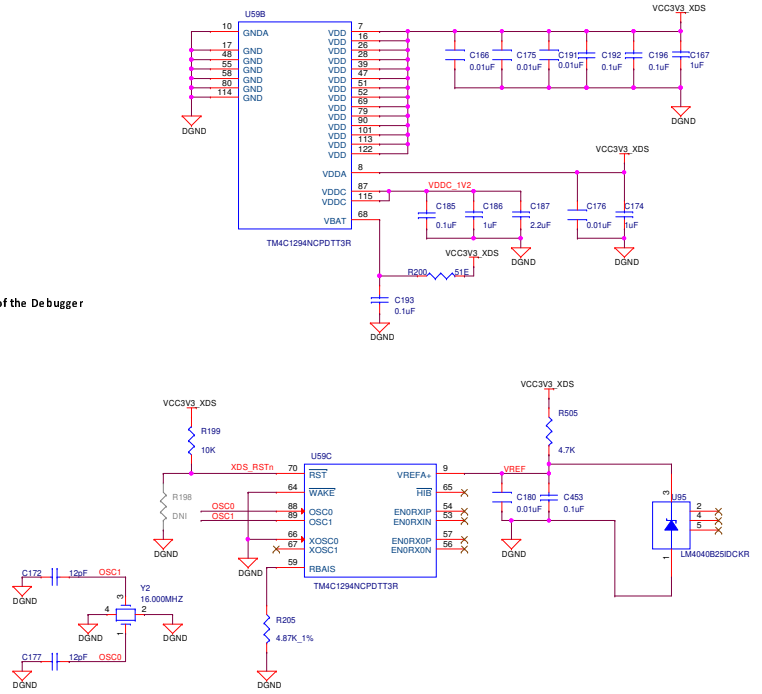 U59B
VCC3V3_XDS
10 GNDA VDD 7
VDD 16
17 GND VDD 26
48 GND VDD 28
55 GND VDD 39
58 GND VDD 47
80 GND VDD 51
114 GND VDD 52
VDD 69
VDD 79
VDD 90
VDD 101
VDD 113
VDD 122
C166 0.01uF
C175 0.01uF
C191 0.01uF
C192 0.1uF
C196 0.1uF
C167 1uF
DGND
DGND
VCC3V3_XDS
VDDA 8
VDDC 87 VDDC_1V2
VDDC 115
VBAT 68
C185 0.1uF
C186 1uF
C187 2.2uF
C176 0.01uF
C174 1uF
TM4C1294NCPDTT3R
DGND
DGND
VCC3V3_XDS
R200 51E
C193 0.1uF
DGND
of the Debugger
VCC3V3_XDS
R199
10K
VCC3V3_XDS
R505
4.7K
U59C
XDS_RSTn 70 RST VREFA+ 9 VREF
64 WAKE HIB 65
OSC0 88 OSC0 EN0RXIP 54
OSC1 89 OSC1 EN0RXIN 53
66 XOSC0 EN0RX0P 57
67 XOSC1 EN0RX0N 56
59 RBAIS
TM4C1294NCPDTT3R
R198
DNI
DGND
DGND
C180 0.01uF
C453 0.1uF
DGND
U95
3
2
4
5
1
LM4040B25IDCKR
C172 12pF OSC1
DGND
Y2
16.000MHZ
3
4 2
1
DGND DGND
C177 12pF OSC0
DGND
R205
4.87K_1%
DGND